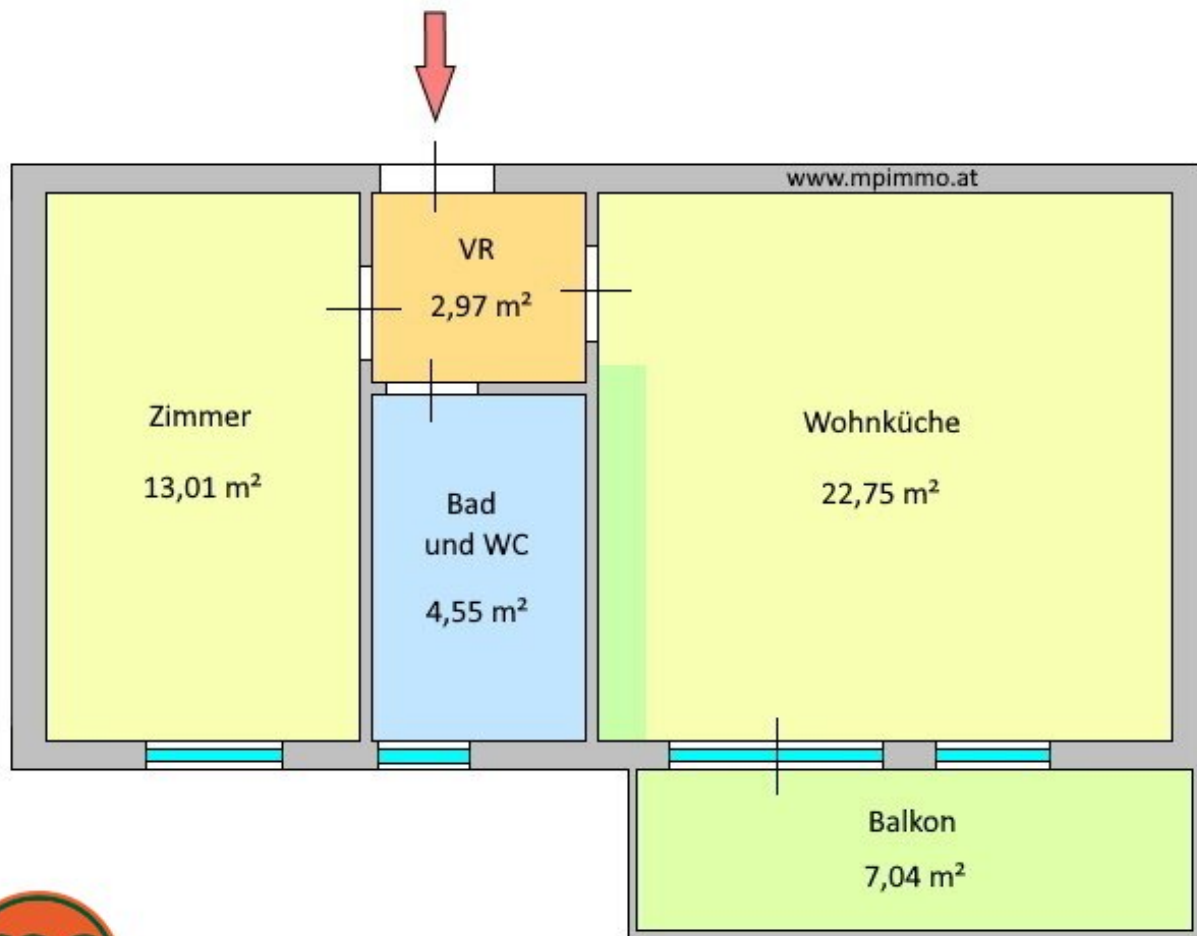 www.mpimmo.at
VR
2,97 m²
Zimmer
13,01 m²
Wohnküche
22,75 m²
Bad
und WC
4,55 m²
Balkon
7,04 m²